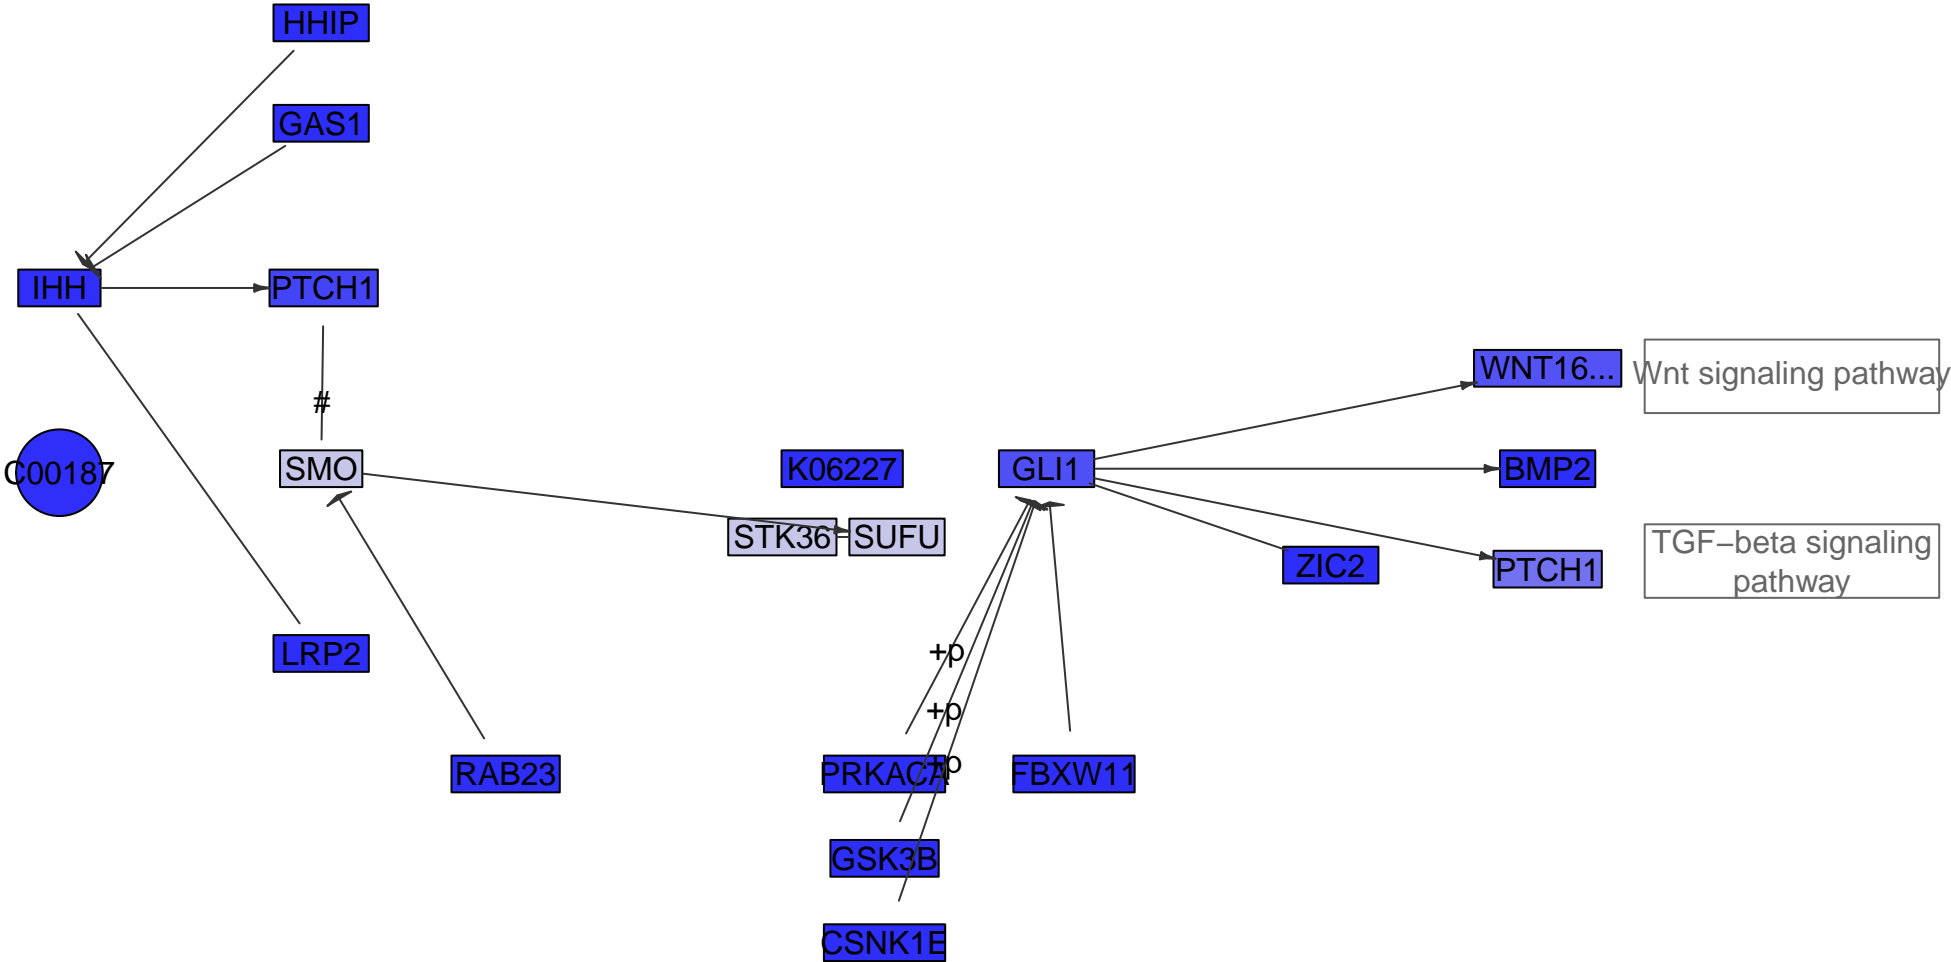 HHIP
GAS1
IHH
PTCH1
WNT16...
Wnt signaling pathway
#
C00187
SMO
K06227
GLI1
BMP2
STK36
SUFU
ZIC2
PTCH1
TGF−beta signaling
pathway
LRP2
+p
+p
+p
RAB23
PRKACA
FBXW11
GSK3B
CSNK1E